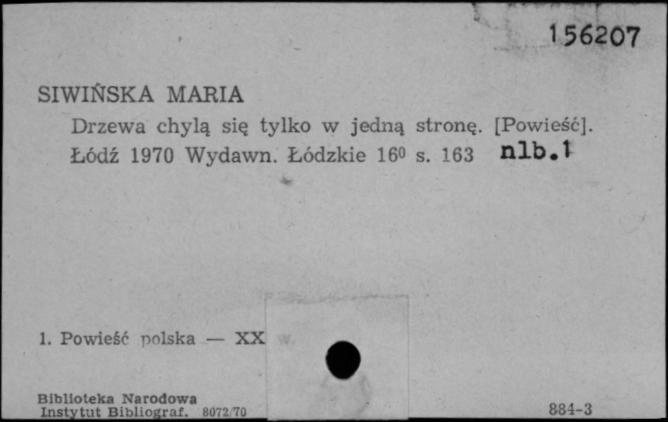 156207
SIWIŃSKA MARIA
Drzewa chylą się tylko w jedną stronę. [Powieść].
Łódź 1970 Wydawn. Łódzkie 16⁰ s. 163 nlb.1
1. Powieść polska — XX w.
Biblioteka Narodowa
Instytut Bibliograf. 8072/70
884-3